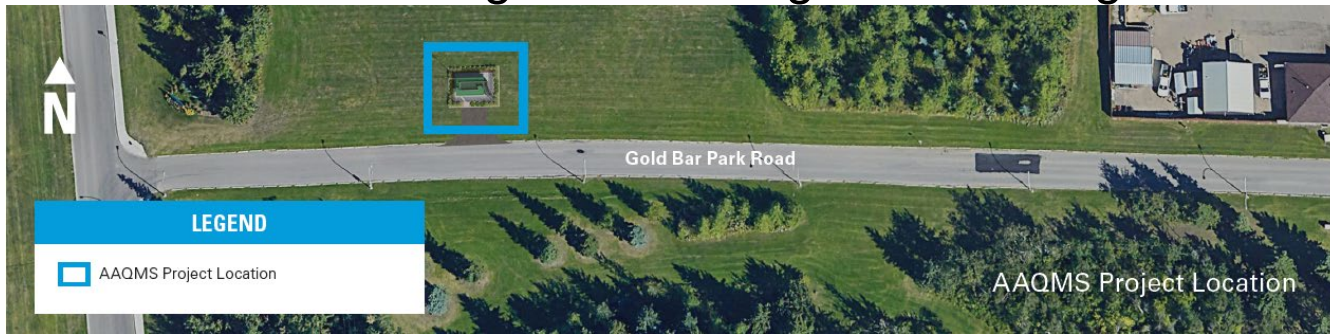 N
Gold Bar Park Road
LEGEND
AAQMS Project Location
AAQMS Project Location